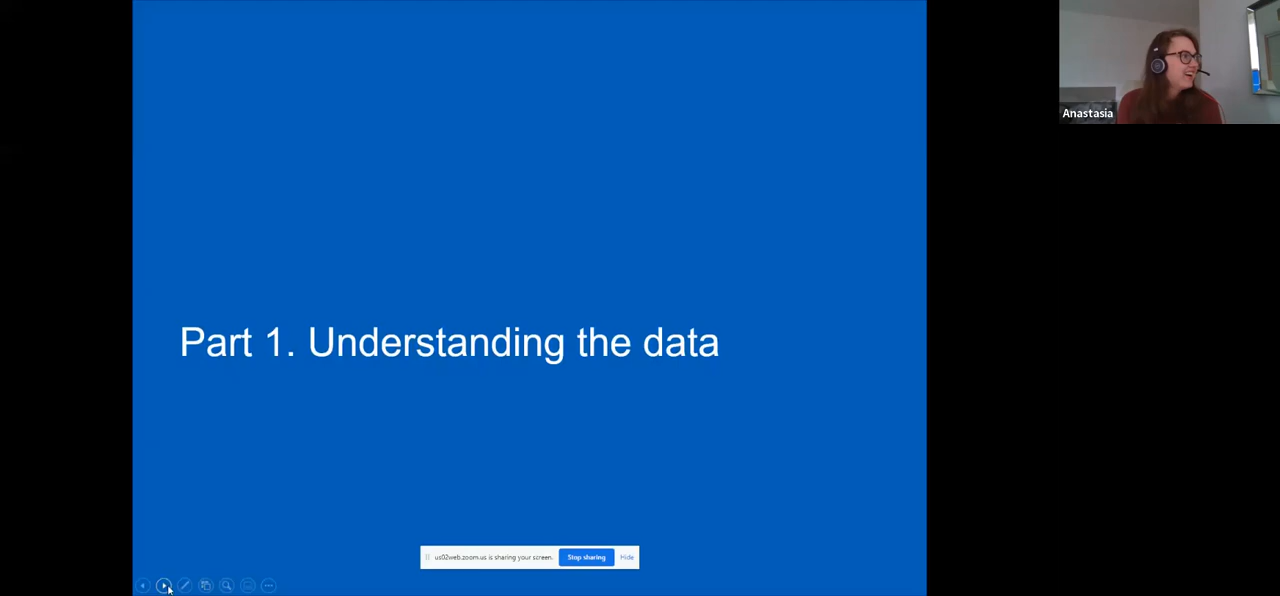 Anastasia
Part 1. Understanding the data
us02web.zoom.us is sharing your screen.
Stop sharing
Hide